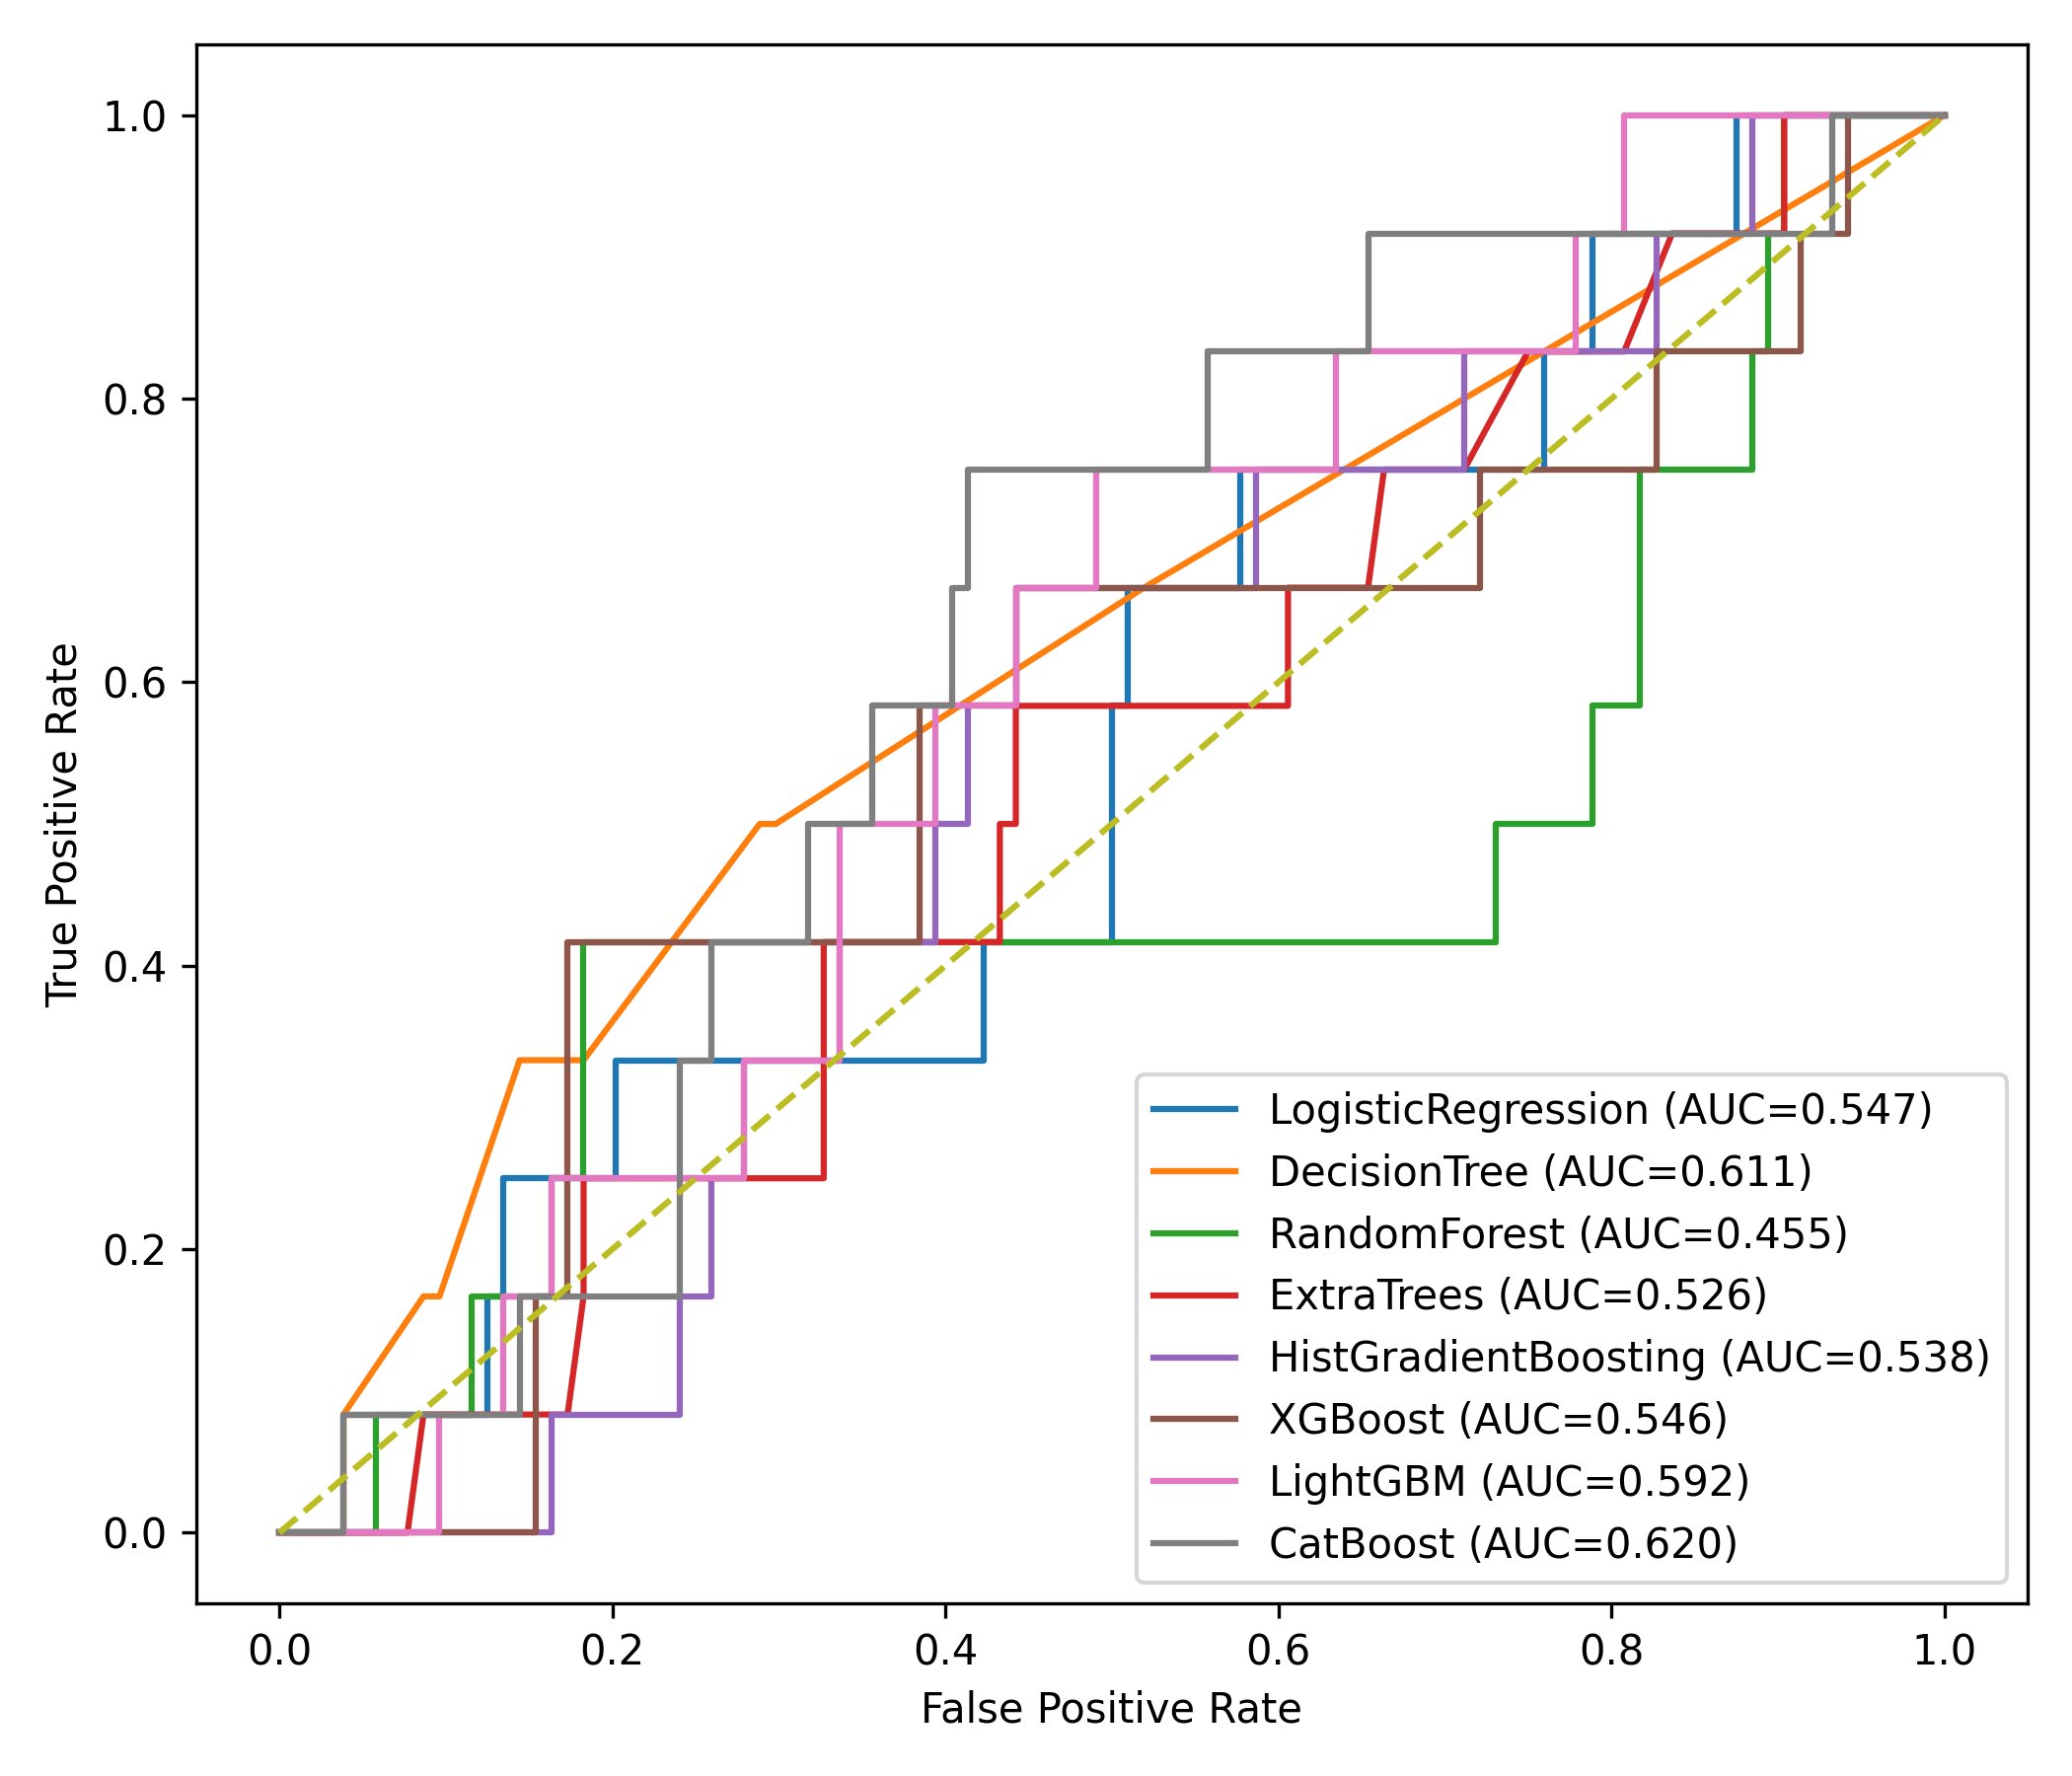 1.0
0.8
0.6
0.4
0.2
0.0
True Positive Rate
LogisticRegression (AUC=0.547)
DecisionTree (AUC=0.611)
RandomForest (AUC=0.455)
ExtraTrees (AUC=0.526)
HistGradientBoosting (AUC=0.538)
XGBoost (AUC=0.546)
LightGBM (AUC=0.592)
CatBoost (AUC=0.620)
0.0 0.2 0.4 0.6 0.8 1.0
False Positive Rate